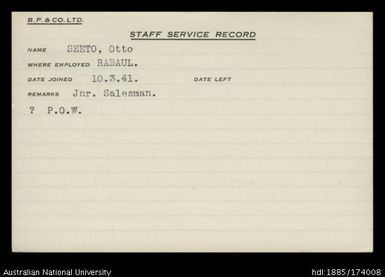 B.P. & CO. LTD.
STAFF SERVICE RECORD
NAME SEETO, Otto
WHERE EMPLOYED RABAUL.
DATE JOINED 10.3.41. DATE LEFT
REMARKS Jnr. Salesman.
? P.O.W.
Australian National University
hdl:1885/174008